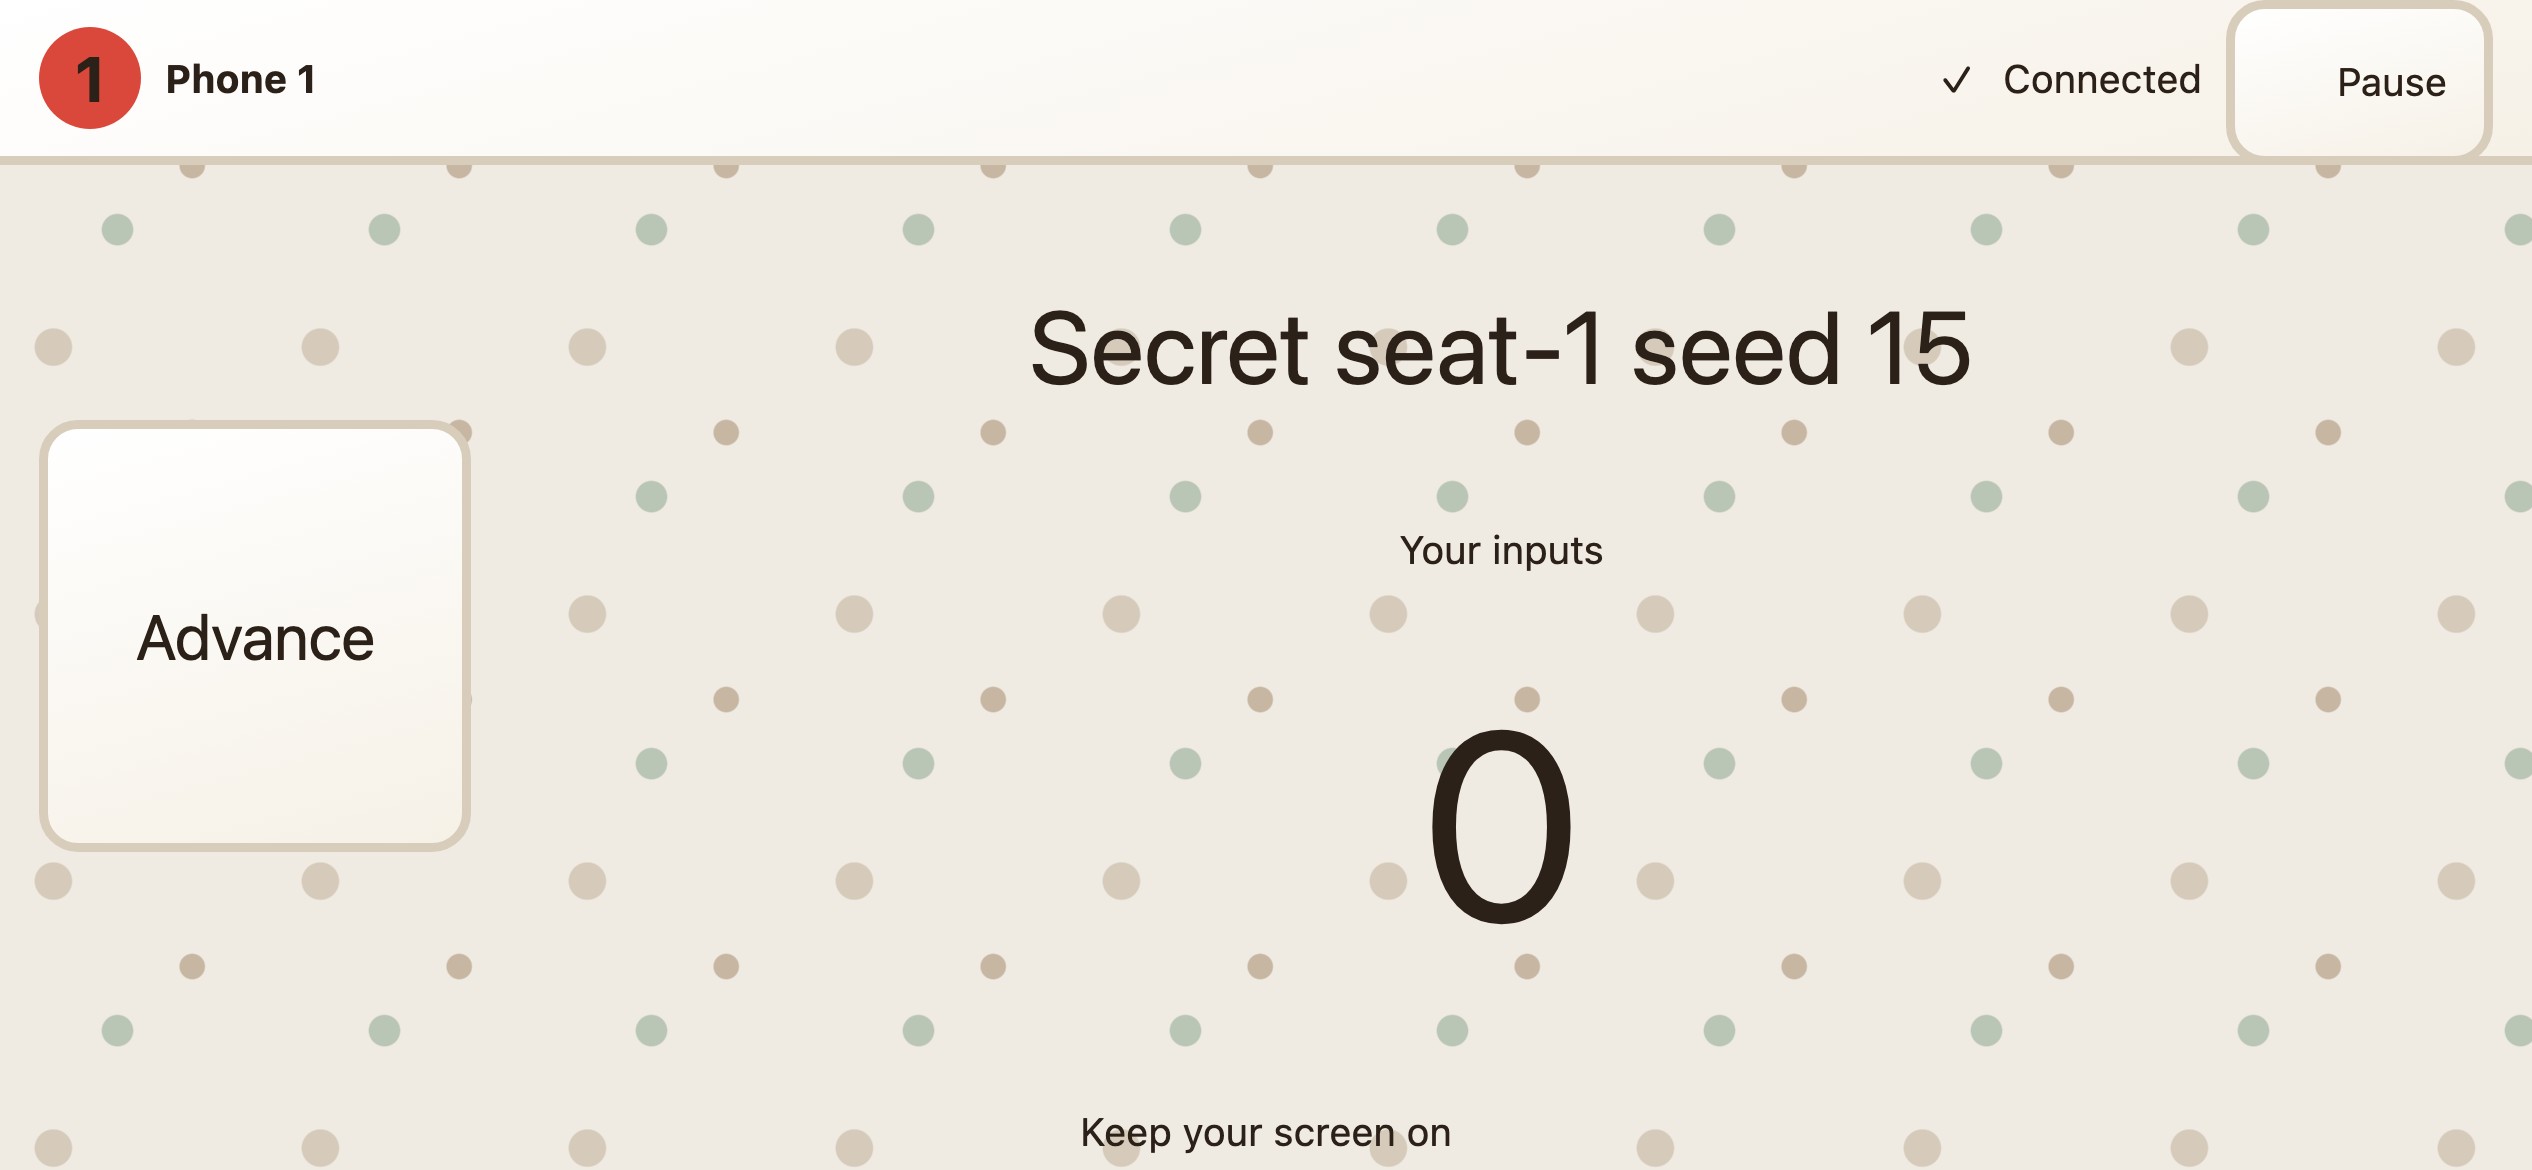 1 Phone 1 ✓ Connected Pause
Secret seat-1 seed 15
Your inputs
Advance
0
Keep your screen on